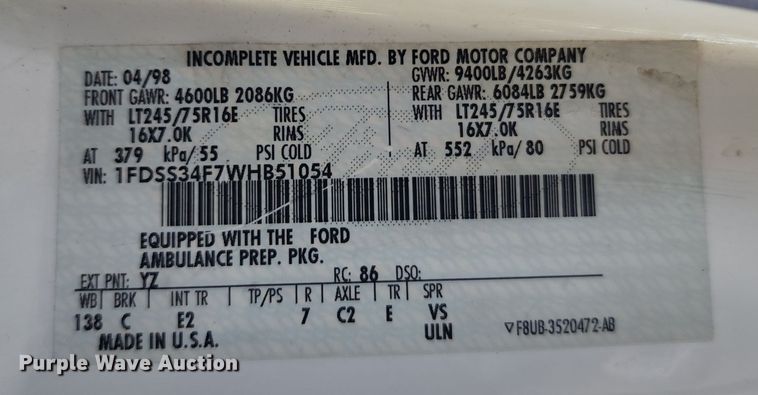 INCOMPLETE VEHICLE MFD. BY FORD MOTOR COMPANY
DATE: 04/98 GVWR: 9400LB/4263KG
FRONT GAWR: 4600LB 2086KG REAR GAWR: 6084LB 2759KG
WITH LT245/75R16E TIRES WITH LT245/75R16E TIRES
16X7.0K RIMS 16X7.0K RIMS
AT 379 kPa/55 PSI COLD AT 552 kPa/80 PSI COLD
VIN: 1FDSS34F7WHB51054
EQUIPPED WITH THE FORD
AMBULANCE PREP. PKG.
EXT PNT: YZ RC: 86 DSO:
WB BRK INT TR TP/PS R AXLE TR SPR
138 C E2 7 C2 E VS
MADE IN U.S.A. ULN F8UB-3520472-AB
Purple Wave Auction